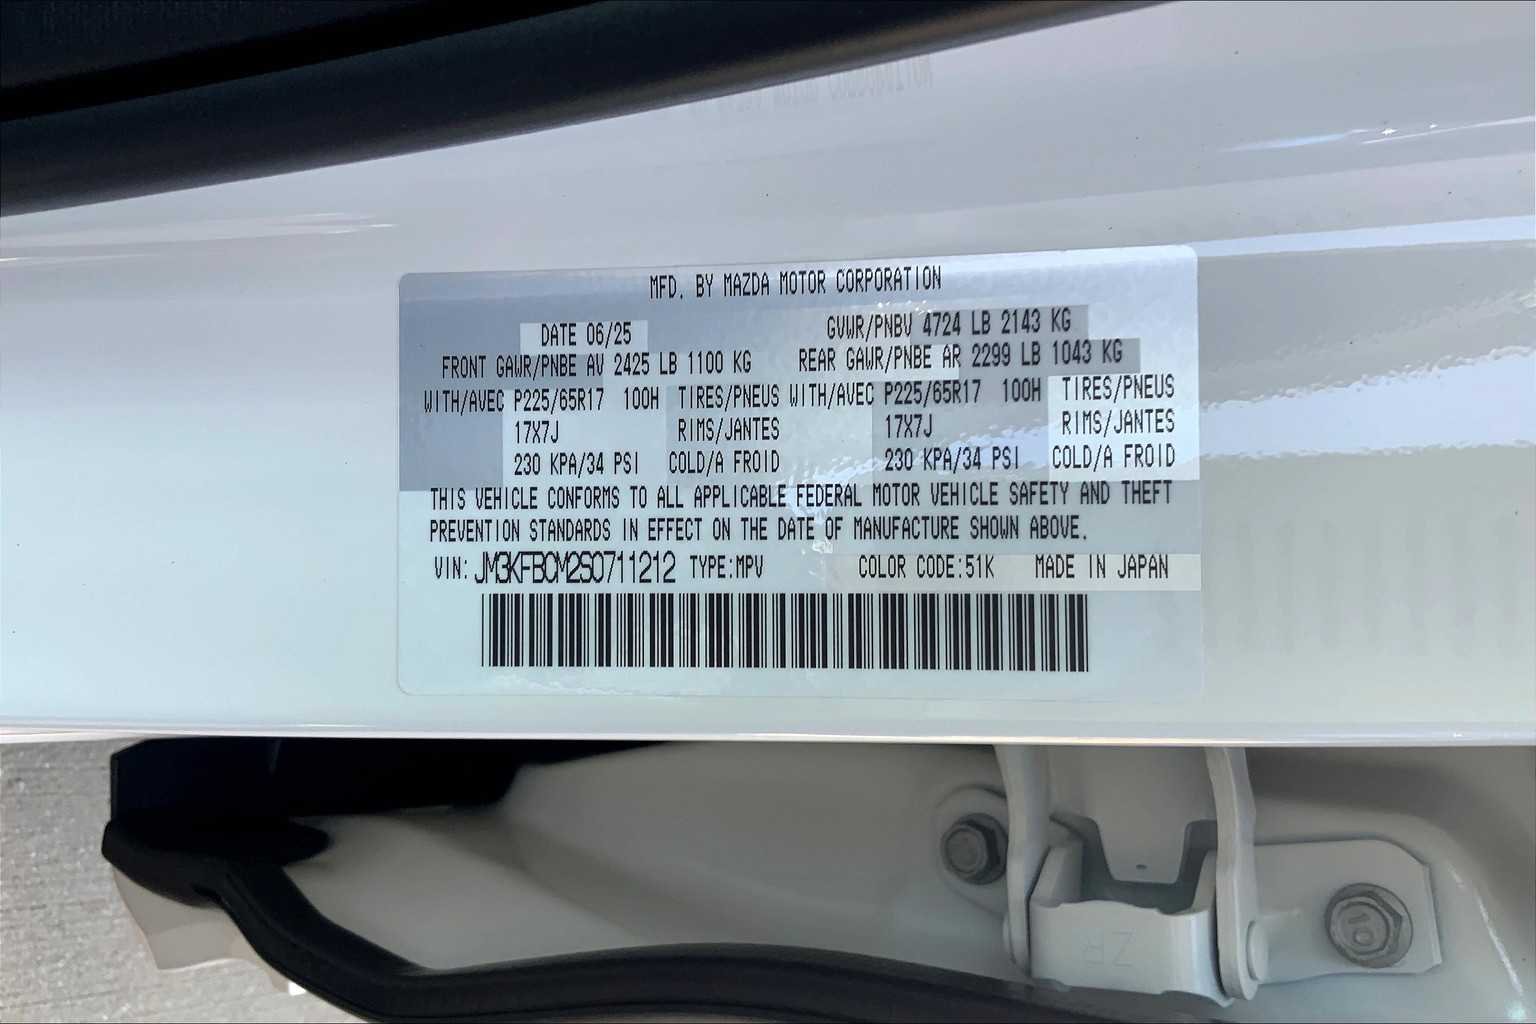 MFD. BY MAZDA MOTOR CORPORATION
DATE 06/25 GVWR/PNBV 4724 LB 2143 KG
FRONT GAWR/PNBE AV 2425 LB 1100 KG REAR GAWR/PNBE AR 2299 LB 1043 KG
WITH/AVEC P225/65R17 100H TIRES/PNEUS WITH/AVEC P225/65R17 100H TIRES/PNEUS
17X7J RIMS/JANTES 17X7J RIMS/JANTES
230 KPA/34 PSI COLD/A FROID 230 KPA/34 PSI COLD/A FROID
THIS VEHICLE CONFORMS TO ALL APPLICABLE FEDERAL MOTOR VEHICLE SAFETY AND THEFT
PREVENTION STANDARDS IN EFFECT ON THE DATE OF MANUFACTURE SHOWN ABOVE.
VIN: JM3KFBCM2S0711212 TYPE:MPV COLOR CODE:51K MADE IN JAPAN
10